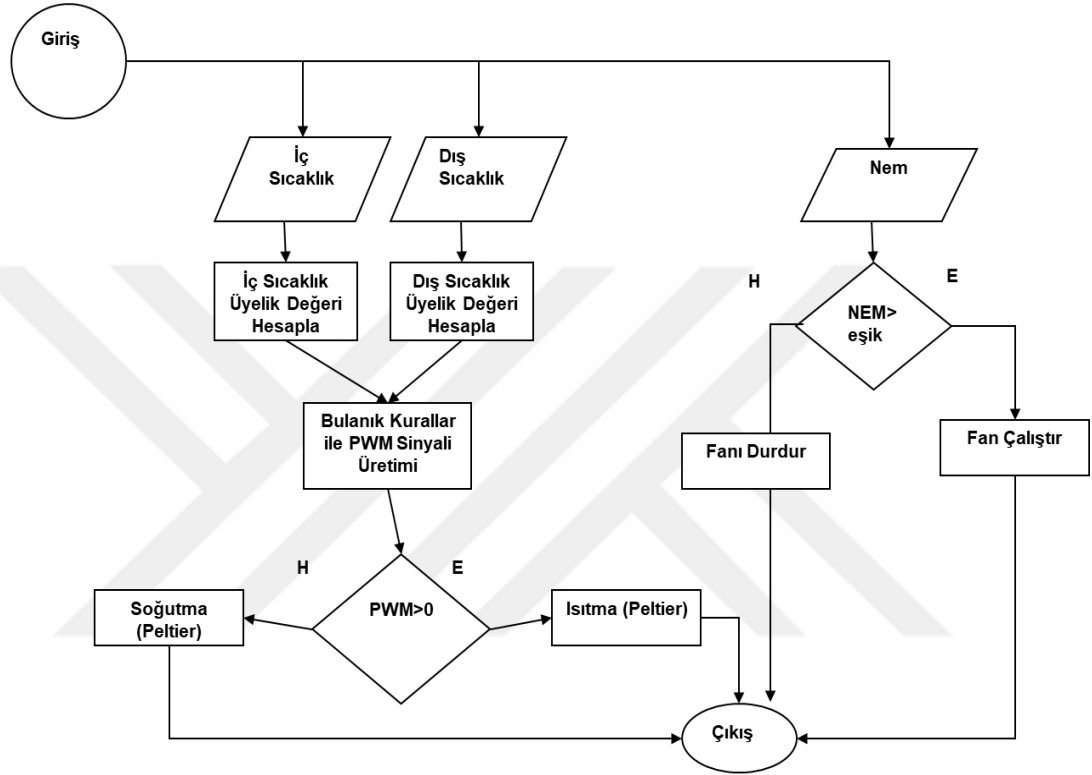 Giriş
İç
Sıcaklık
Dış
Sıcaklık
Nem
İç Sıcaklık
Üyelik Değeri
Hesapla
Dış Sıcaklık
Üyelik Değeri
Hesapla
H
E
NEM>
eşik
Bulanık Kurallar
ile PWM Sinyali
Üretimi
Fanı Durdur
Fan Çalıştır
H
E
PWM>0
Soğutma
(Peltier)
Isıtma (Peltier)
Çıkış